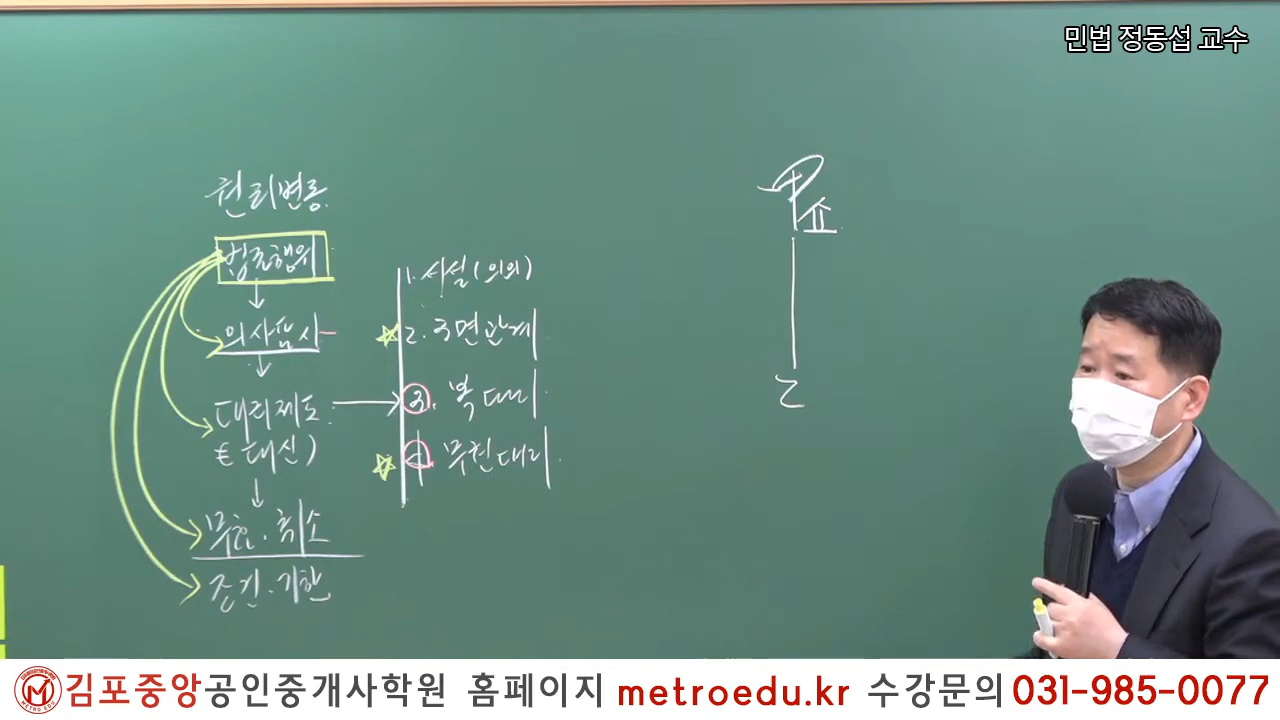 민법 정동섭 교수
권리변동
법률행위
↓
의사표시
↓
대리제도
(대신)
↓
무효. 취소
조건. 기한
1. 서설(의의)
2. 3면관계
3. 복대리
4. 무권대리
甲
乙
METRO EDU
김포중앙공인중개사학원 홈페이지 metroedu.kr 수강문의 031-985-0077